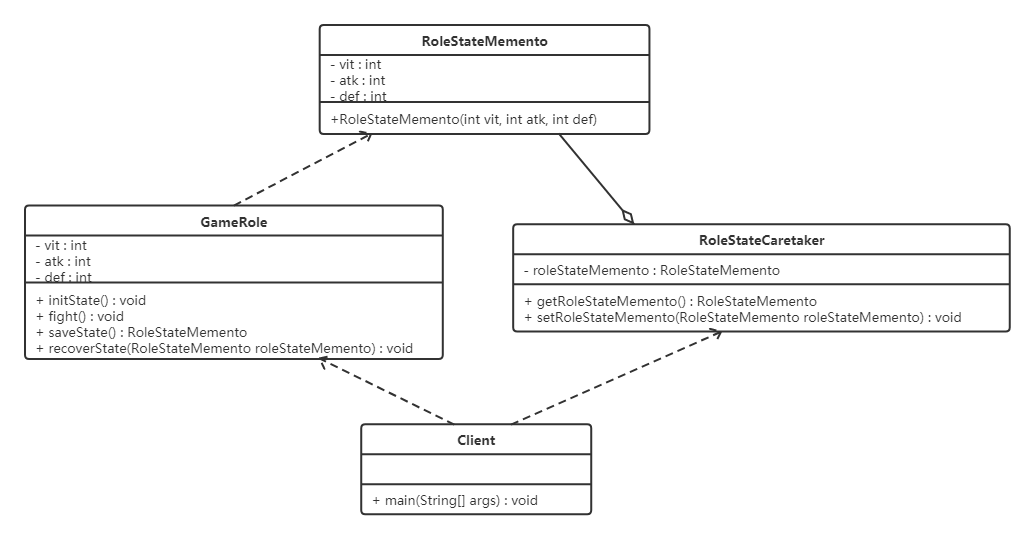 RoleStateMemento
- vit : int
- atk : int
- def : int
+RoleStateMemento(int vit, int atk, int def)
GameRole
- vit : int
- atk : int
- def : int
+ initState() : void
+ fight() : void
+ saveState() : RoleStateMemento
+ recoverState(RoleStateMemento roleStateMemento) : void
RoleStateCaretaker
- roleStateMemento : RoleStateMemento
+ getRoleStateMemento() : RoleStateMemento
+ setRoleStateMemento(RoleStateMemento roleStateMemento) : void
Client
+ main(String[] args) : void